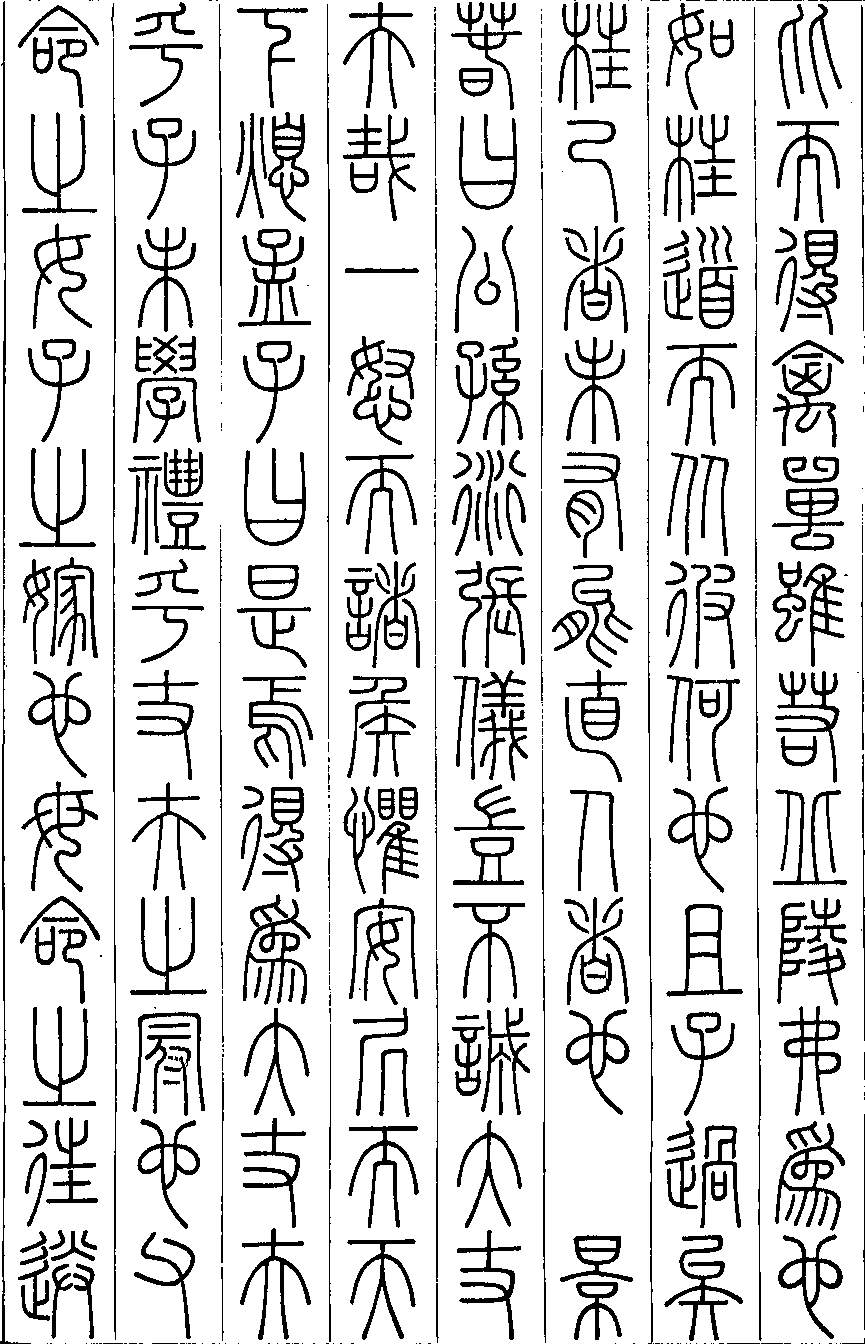 比而得禽獸雖若丘陵弗爲也
如枉道而從彼何也且子過矣
枉己者未有能直人者也　景
春曰公孫衍張儀豈不誠大丈
夫哉一怒而諸侯懼安居而天
下熄孟子曰是焉得爲大丈夫
乎子未學禮乎丈夫之冠也父
命之女子之嫁也母命之往送